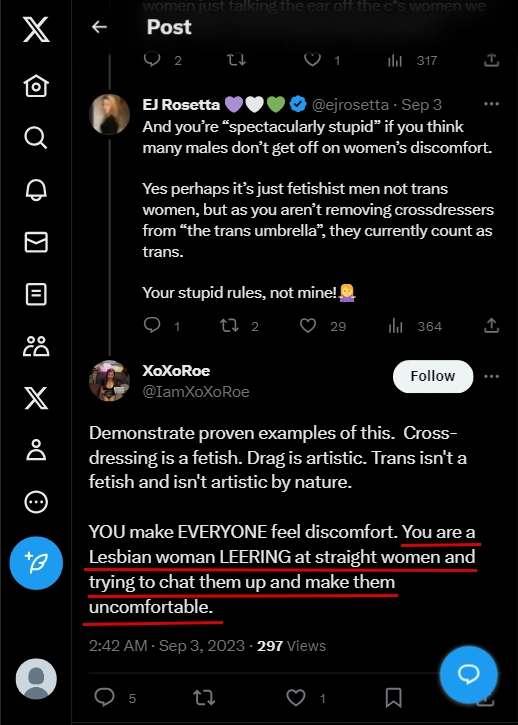 women just talking the ear off the c"s women we
Post
2 1 317
EJ Rosetta 💜🤍💚 @ejrosetta · Sep 3 ···
And you're “spectacularly stupid” if you think
many males don't get off on women's discomfort.
Yes perhaps it's just fetishist men not trans
women, but as you aren't removing crossdressers
from “the trans umbrella”, they currently count as
trans.
Your stupid rules, not mine!🤷‍♀️
1 2 29 364
XoXoRoe
@IamXoXoRoe
Follow ···
Demonstrate proven examples of this. Cross-
dressing is a fetish. Drag is artistic. Trans isn't a
fetish and isn't artistic by nature.
YOU make EVERYONE feel discomfort. You are a
Lesbian woman LEERING at straight women and
trying to chat them up and make them
uncomfortable.
2:42 AM · Sep 3, 2023 · 297 Views
5 1